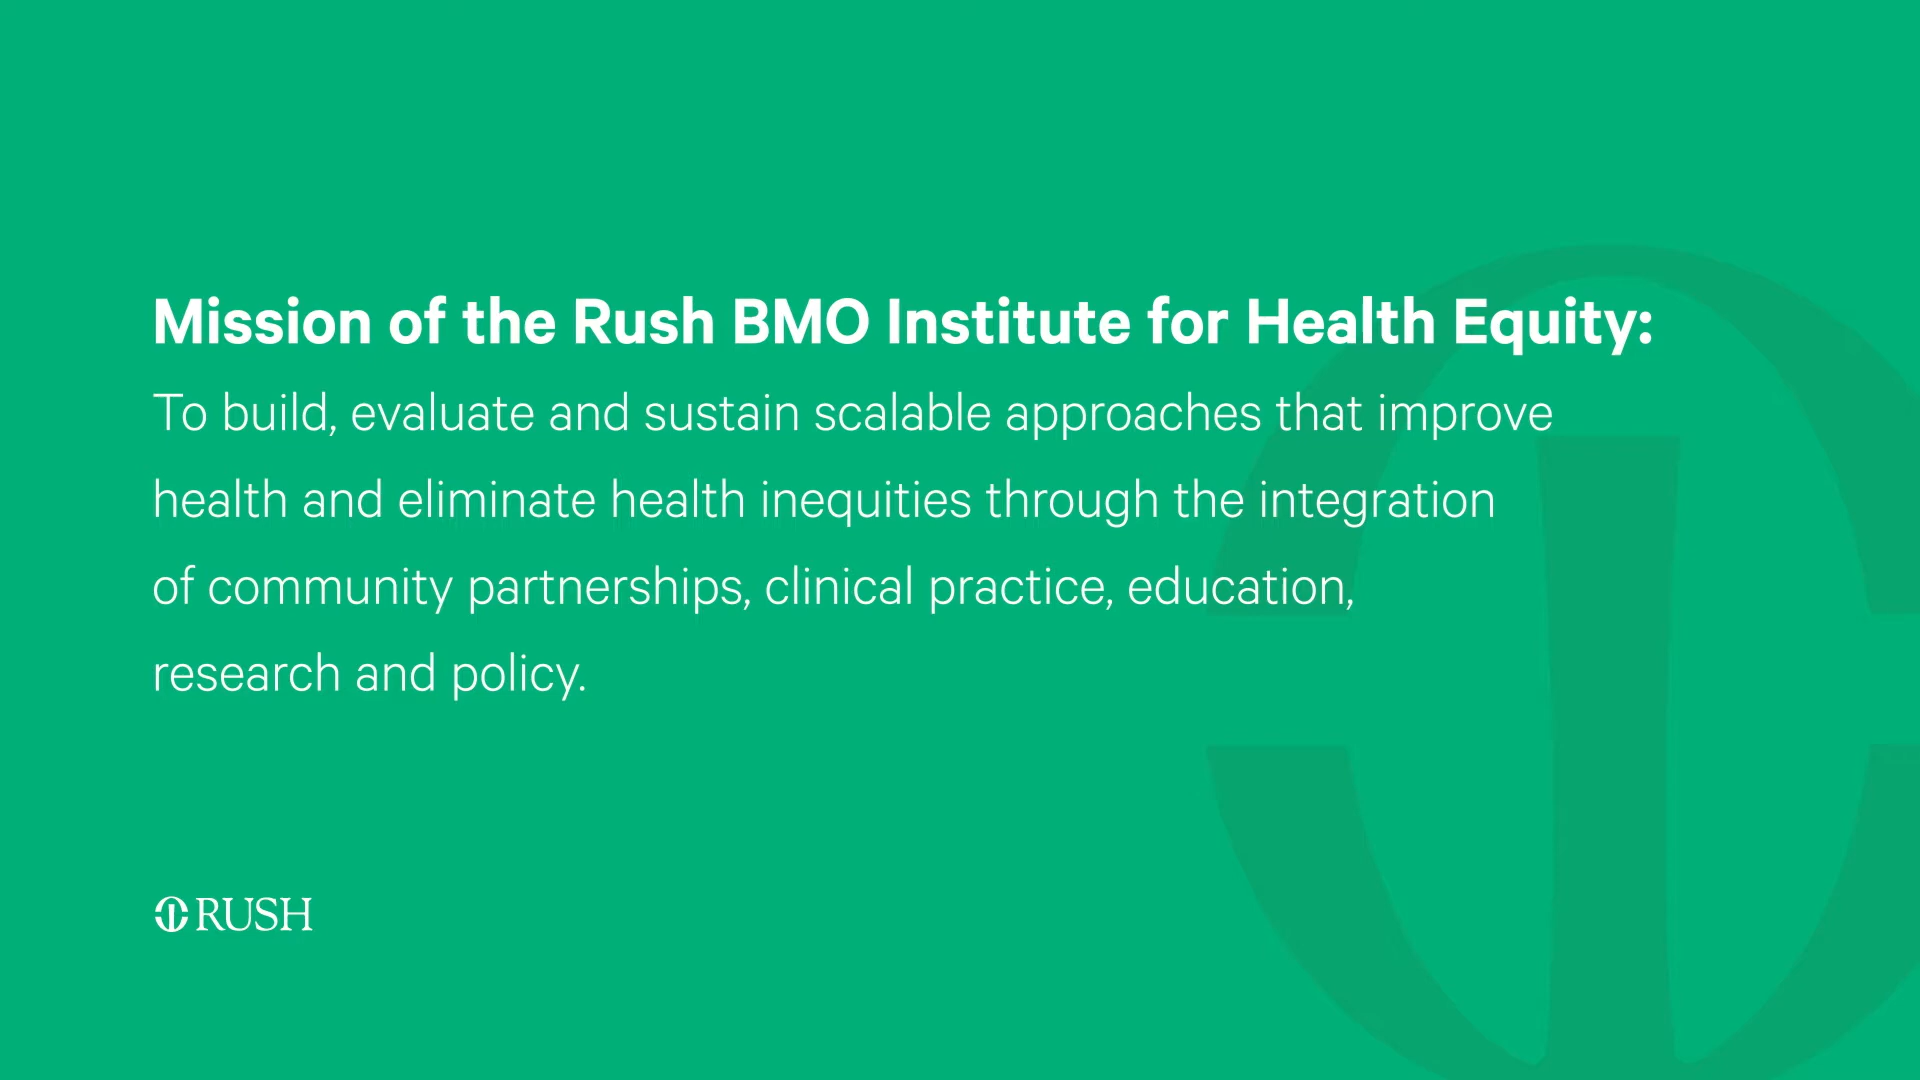 Mission of the Rush BMO Institute for Health Equity:
To build, evaluate and sustain scalable approaches that improve
health and eliminate health inequities through the integration
of community partnerships, clinical practice, education,
research and policy.
RUSH